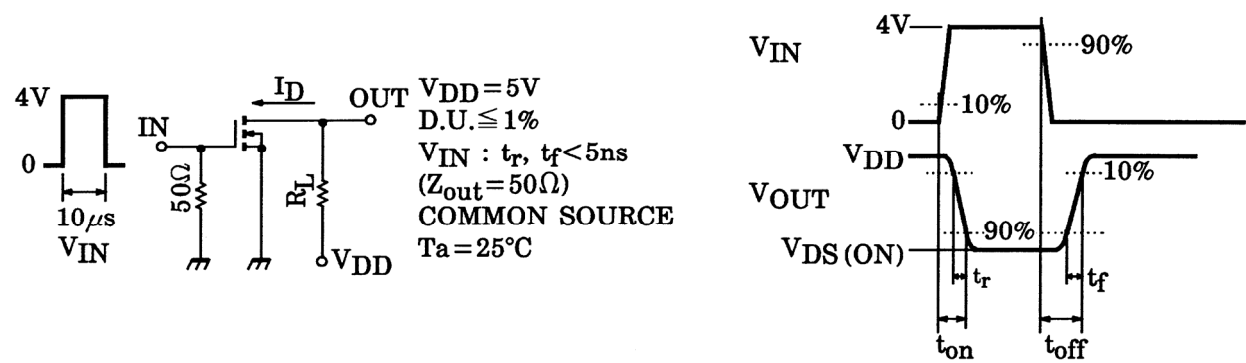 4V
0
10μs
VIN
IN
50Ω
ID
OUT
RL
VDD
VDD=5V
D.U.≦1%
VIN : tr, tf<5ns
(Zout=50Ω)
COMMON SOURCE
Ta=25°C
VIN
4V
0
90%
10%
VDD
VOUT
VDS (ON)
10%
90%
tr
tf
ton
toff